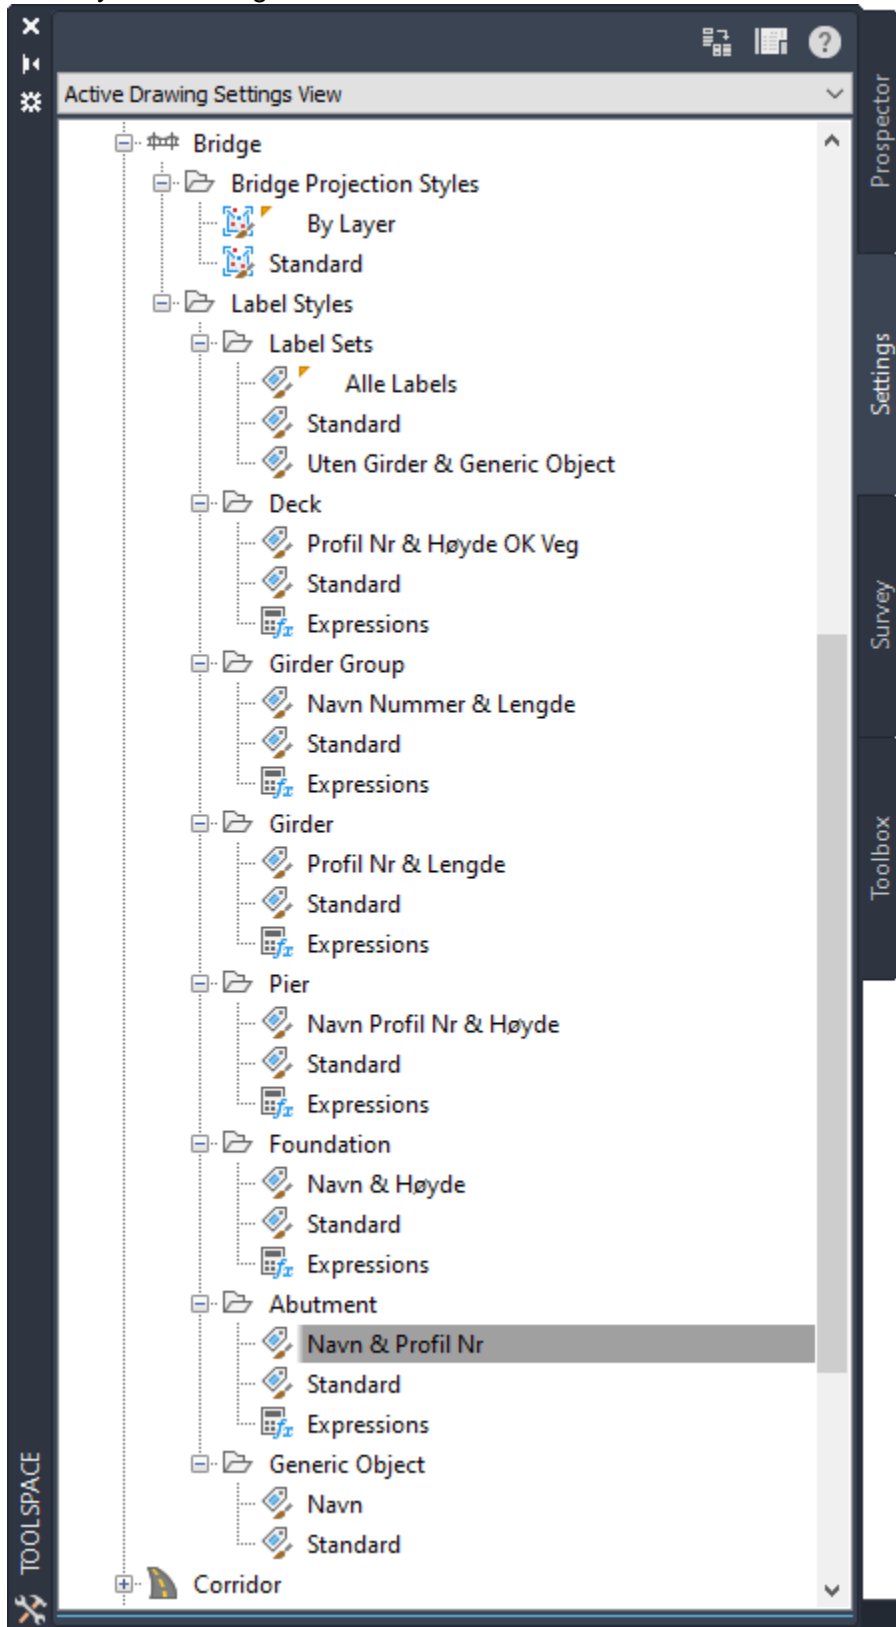 Active Drawing Settings View
Bridge
Bridge Projection Styles
By Layer
Standard
Label Styles
Label Sets
Alle Labels
Standard
Uten Girder & Generic Object
Deck
Profil Nr & Høyde OK Veg
Standard
Expressions
Girder Group
Navn Nummer & Lengde
Standard
Expressions
Girder
Profil Nr & Lengde
Standard
Expressions
Pier
Navn Profil Nr & Høyde
Standard
Expressions
Foundation
Navn & Høyde
Standard
Expressions
Abutment
Navn & Profil Nr
Standard
Expressions
Generic Object
Navn
Standard
Corridor
Prospector
Settings
Survey
Toolbox
TOOLSPACE